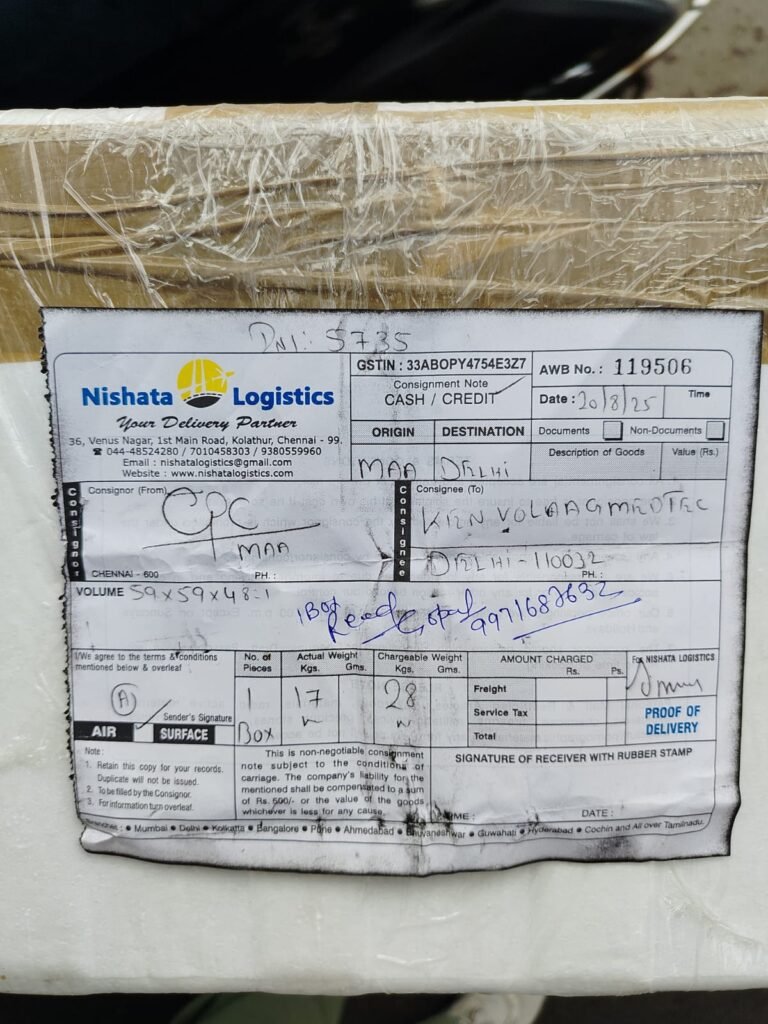 5735
Nishata Logistics
Your Delivery Partner
36, Venus Nagar, 1st Main Road, Kolathur, Chennai - 99.
☎ 044-48524280 / 7010458303 / 9380559960
Email : nishatalogistics@gmail.com
Website : www.nishatalogistics.com
GSTIN : 33ABOPY4754E3Z7
Consignment Note
CASH / CREDIT
AWB No. : 119506
Date : 20/8/25
Time
ORIGIN
DESTINATION
MAA
DELHI
Documents
Non-Documents
Description of Goods
Value (Rs.)
Consignor
Consignor (From)
CPC
MAA
CHENNAI - 600
PH. :
Consignee
Consignee (To)
DELHI-110032
PH. :
VOLUME 59x59x48:1
1 Box
9971687632
I/We agree to the terms & conditions
mentioned below & overleaf
A
Sender's Signature
AIR
SURFACE
No. of
Pieces
1
Box
Actual Weight
Kgs. Gms.
17
Chargeable Weight
Kgs. Gms.
28
AMOUNT CHARGED
Rs. Ps.
Freight
Service Tax
Total
For NISHATA LOGISTICS
PROOF OF
DELIVERY
Note :
1. Retain this copy for your records.
Duplicate will not be issued.
2. To be filled by the Consignor.
3. For information turn overleaf.
This is non-negotiable consignment
note subject to the conditions of
carriage. The company's liability for the
mentioned shall be compensated to a sum
of Rs. 500/- or the value of the goods
whichever is less for any cause.
SIGNATURE OF RECEIVER WITH RUBBER STAMP
DATE :
Branches : ● Mumbai ● Delhi ● Kolkatta ● Bangalore ● Pune ● Ahmedabad ● Bhuvaneshwar ● Guwahati ● Hyderabad ● Cochin and All over Tamilnadu.